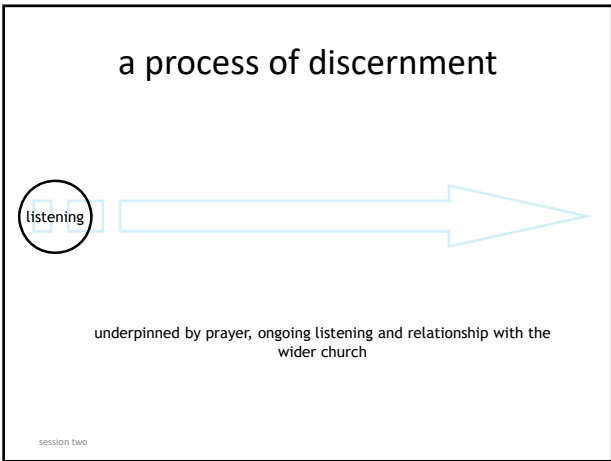 a process of discernment
listening
underpinned by prayer, ongoing listening and relationship with the
wider church
session two